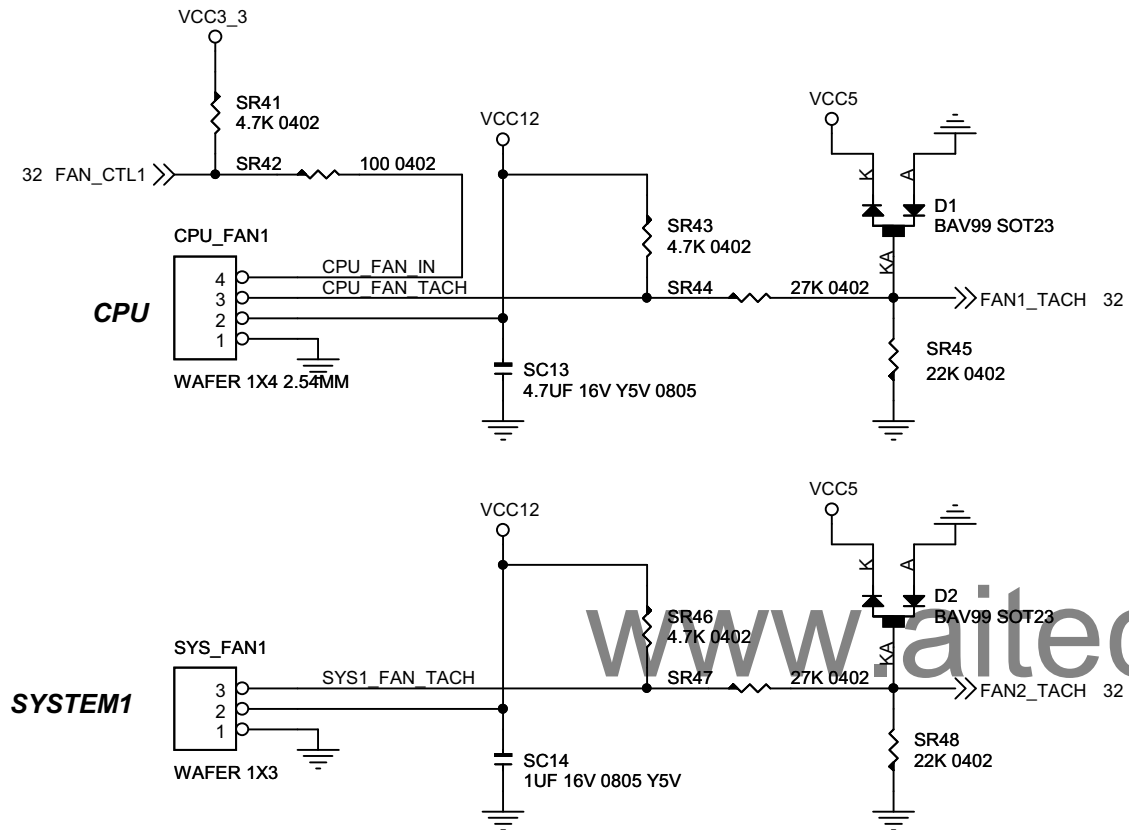 VCC3_3
SR41
4.7K 0402
VCC12
VCC5
32 FAN_CTL1
SR42
100 0402
K
A
D1
BAV99 SOT23
SR43
4.7K 0402
CPU_FAN1
KA
CPU_FAN_IN
4
CPU_FAN_TACH
3
SR44
27K 0402
FAN1_TACH 32
CPU
2
1
SR45
22K 0402
SC13
4.7UF 16V Y5V 0805
WAFER 1X4 2.54MM
VCC12
VCC5
K
A
D2
BAV99 SOT23
www.aitec
SR46
4.7K 0402
SYS_FAN1
KA
SYS1_FAN_TACH
3
SR47
27K 0402
FAN2_TACH 32
SYSTEM1
2
1
SR48
22K 0402
SC14
1UF 16V 0805 Y5V
WAFER 1X3